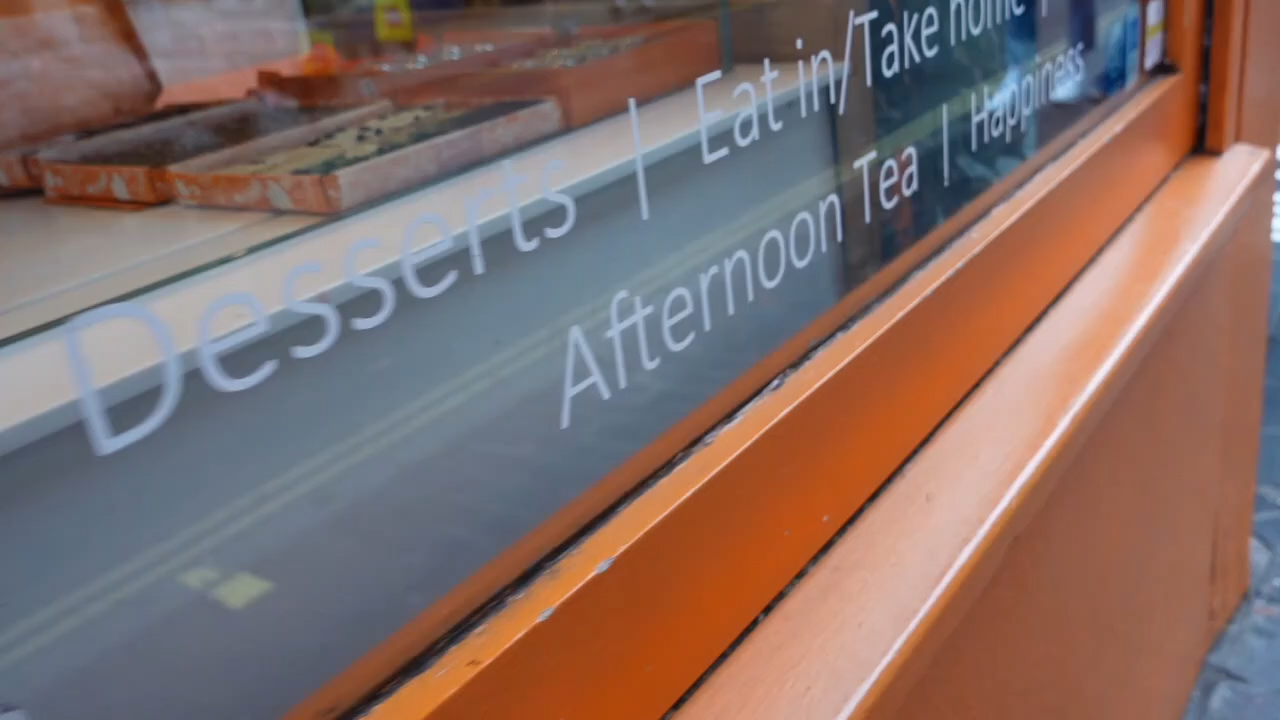 Desserts | Eat in/Take home |
Afternoon Tea | Happiness